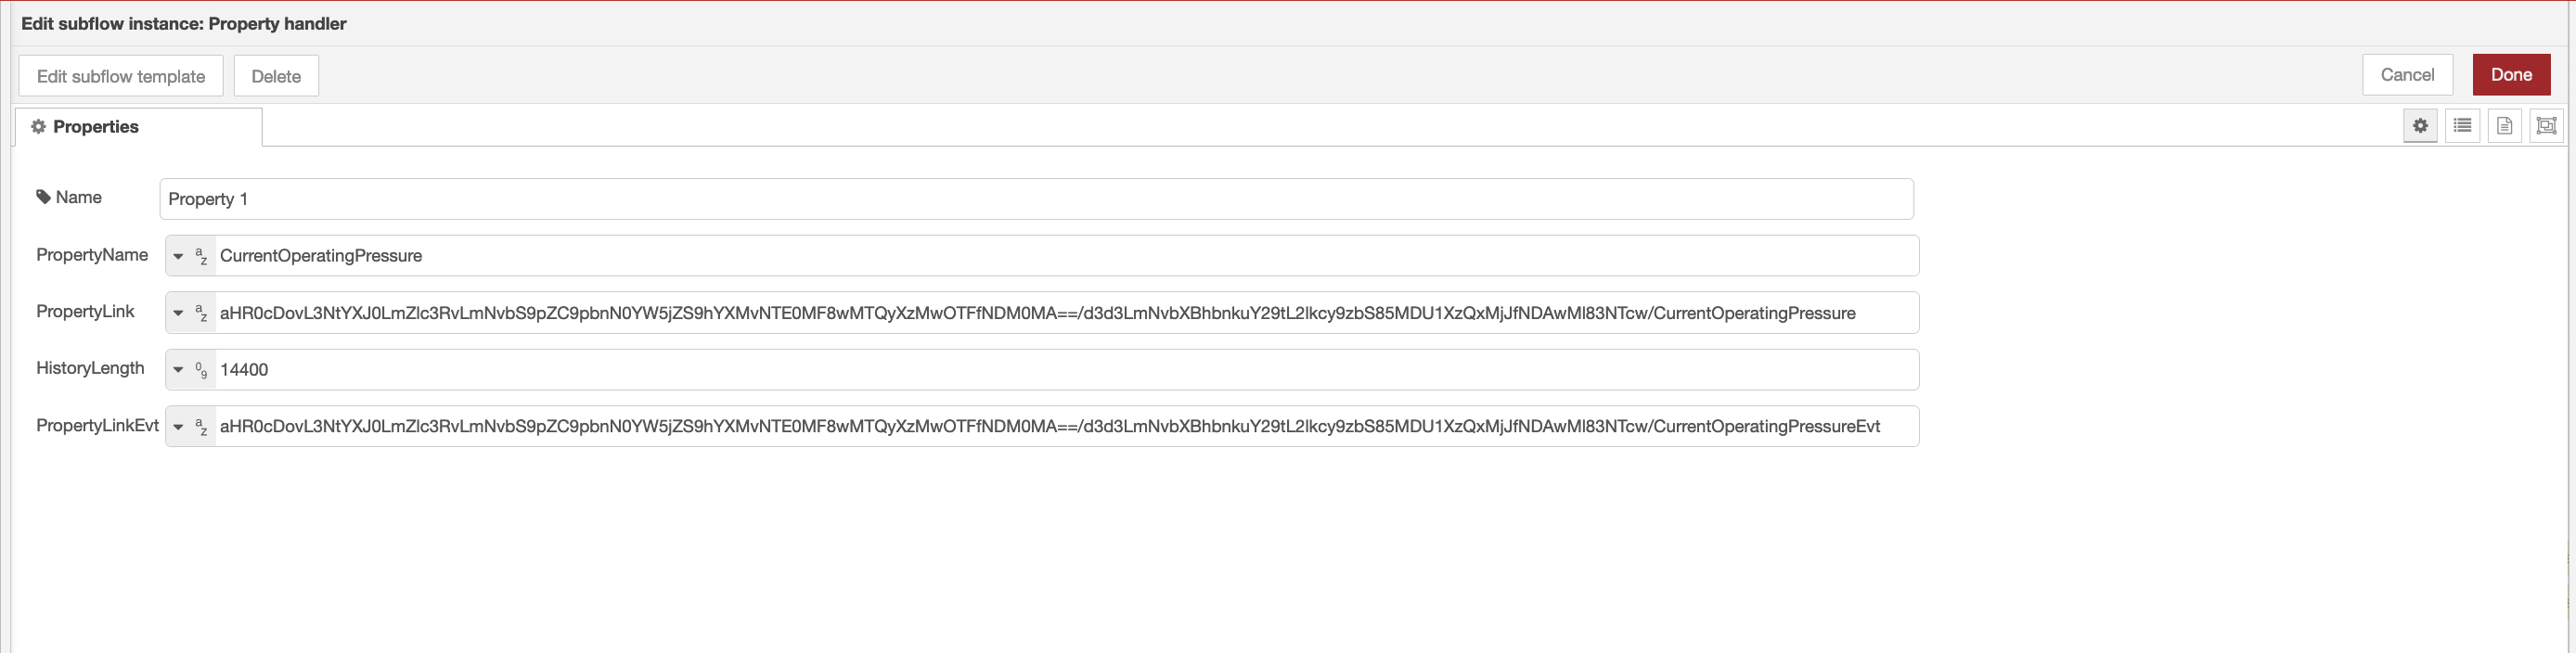 Edit subflow instance: Property handler
Edit subflow template Delete Cancel Done
Properties
Name Property 1
PropertyName CurrentOperatingPressure
PropertyLink aHR0cDovL3NtYXJ0LmZlc3RvLmNvbS9pZC9pbnN0YW5jZS9hYXMvNTE0MF8wMTQyXzMwOTFfNDM0MA==/d3d3LmNvbXBhbnkuY29tL2lkcy9zbS85MDU1XzQxMjJfNDAwMl83NTcw/CurrentOperatingPressure
HistoryLength 14400
PropertyLinkEvt aHR0cDovL3NtYXJ0LmZlc3RvLmNvbS9pZC9pbnN0YW5jZS9hYXMvNTE0MF8wMTQyXzMwOTFfNDM0MA==/d3d3LmNvbXBhbnkuY29tL2lkcy9zbS85MDU1XzQxMjJfNDAwMl83NTcw/CurrentOperatingPressureEvt